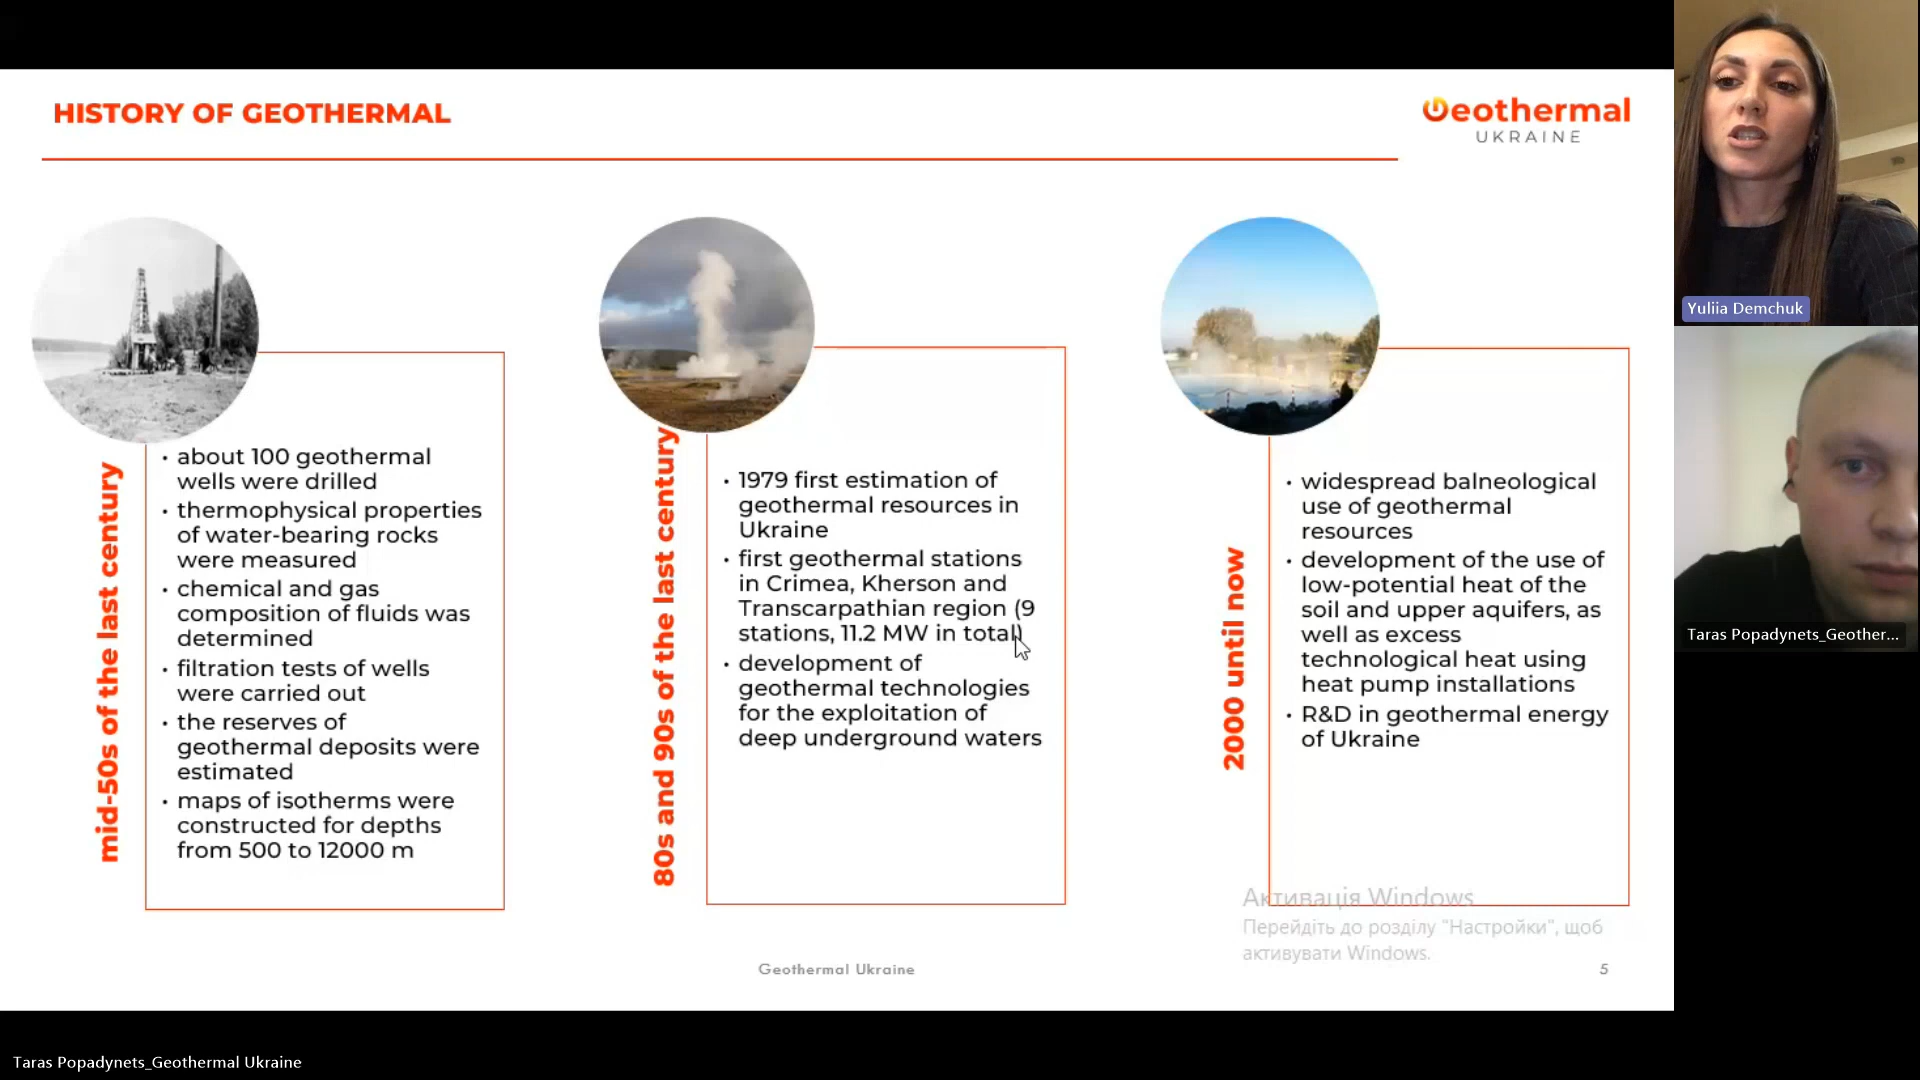 HISTORY OF GEOTHERMAL
Geothermal
UKRAINE
mid-50s of the last century
• about 100 geothermal
wells were drilled
• thermophysical properties
of water-bearing rocks
were measured
• chemical and gas
composition of fluids was
determined
• filtration tests of wells
were carried out
• the reserves of
geothermal deposits were
estimated
• maps of isotherms were
constructed for depths
from 500 to 12000 m
80s and 90s of the last century
• 1979 first estimation of
geothermal resources in
Ukraine
• first geothermal stations
in Crimea, Kherson and
Transcarpathian region (9
stations, 11.2 MW in total)
• development of
geothermal technologies
for the exploitation of
deep underground waters
2000 until now
• widespread balneological
use of geothermal
resources
• development of the use of
low-potential heat of the
soil and upper aquifers, as
well as excess
technological heat using
heat pump installations
• R&D in geothermal energy
of Ukraine
Активація Windows
Перейдіть до розділу "Настройки", щоб
активувати Windows.
Geothermal Ukraine
5
Yuliia Demchuk
Taras Popadynets_Geother...
Taras Popadynets_Geothermal Ukraine